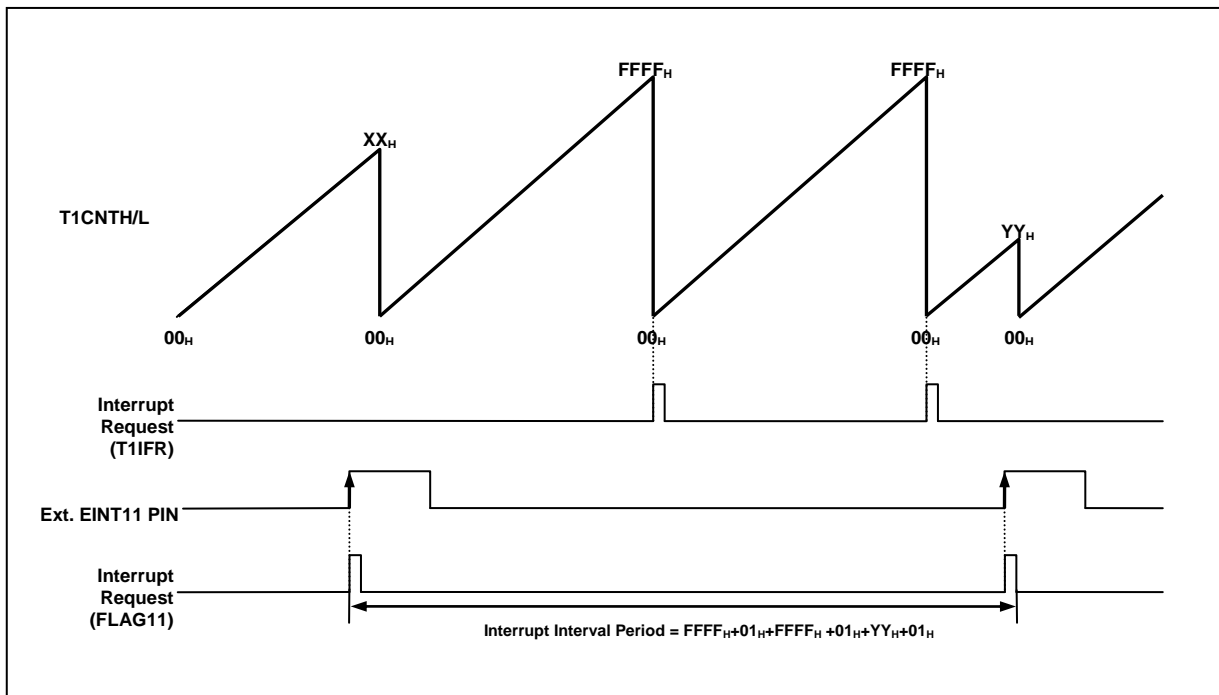 FFFFH FFFFH
XXH
T1CNTH/L
YYH
00H 00H 00H 00H 00H
Interrupt
Request
(T1IFR)
Ext. EINT11 PIN
Interrupt
Request
(FLAG11)
Interrupt Interval Period = FFFFH+01H+FFFFH +01H+YYH+01H